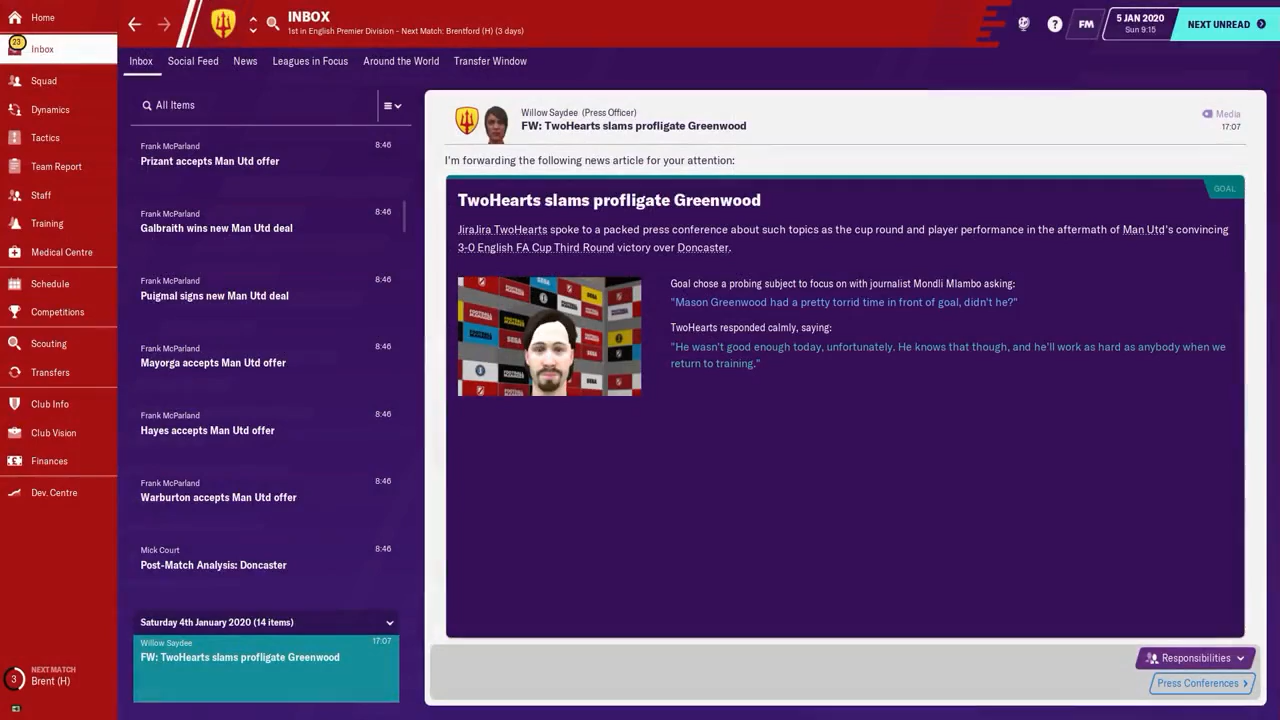 Home
23
Inbox
Squad
Dynamics
Tactics
Team Report
Staff
Training
Medical Centre
Schedule
Competitions
Scouting
Transfers
Club Info
Club Vision
Finances
Dev. Centre
3
NEXT MATCH
Brent (H)
INBOX
1st in English Premier Division - Next Match: Brentford (H) (3 days)
?
FM
5 JAN 2020
Sun 9:15
NEXT UNREAD
Inbox
Social Feed
News
Leagues in Focus
Around the World
Transfer Window
All Items
Frank McParland 8:46
Prizant accepts Man Utd offer
Frank McParland 8:46
Galbraith wins new Man Utd deal
Frank McParland 8:46
Puigmal signs new Man Utd deal
Frank McParland 8:46
Mayorga accepts Man Utd offer
Frank McParland 8:46
Hayes accepts Man Utd offer
Frank McParland 8:46
Warburton accepts Man Utd offer
Mick Court 8:46
Post-Match Analysis: Doncaster
Saturday 4th January 2020 (14 items)
Willow Saydee 17:07
FW: TwoHearts slams profligate Greenwood
Willow Saydee (Press Officer)
FW: TwoHearts slams profligate Greenwood
Media
17:07
I'm forwarding the following news article for your attention:
GOAL
TwoHearts slams profligate Greenwood
JiraJira TwoHearts spoke to a packed press conference about such topics as the cup round and player performance in the aftermath of Man Utd's convincing
3-0 English FA Cup Third Round victory over Doncaster.
Goal chose a probing subject to focus on with journalist Mondli Mlambo asking:
"Mason Greenwood had a pretty torrid time in front of goal, didn't he?"
TwoHearts responded calmly, saying:
"He wasn't good enough today, unfortunately. He knows that though, and he'll work as hard as anybody when we
return to training."
Responsibilities
Press Conferences